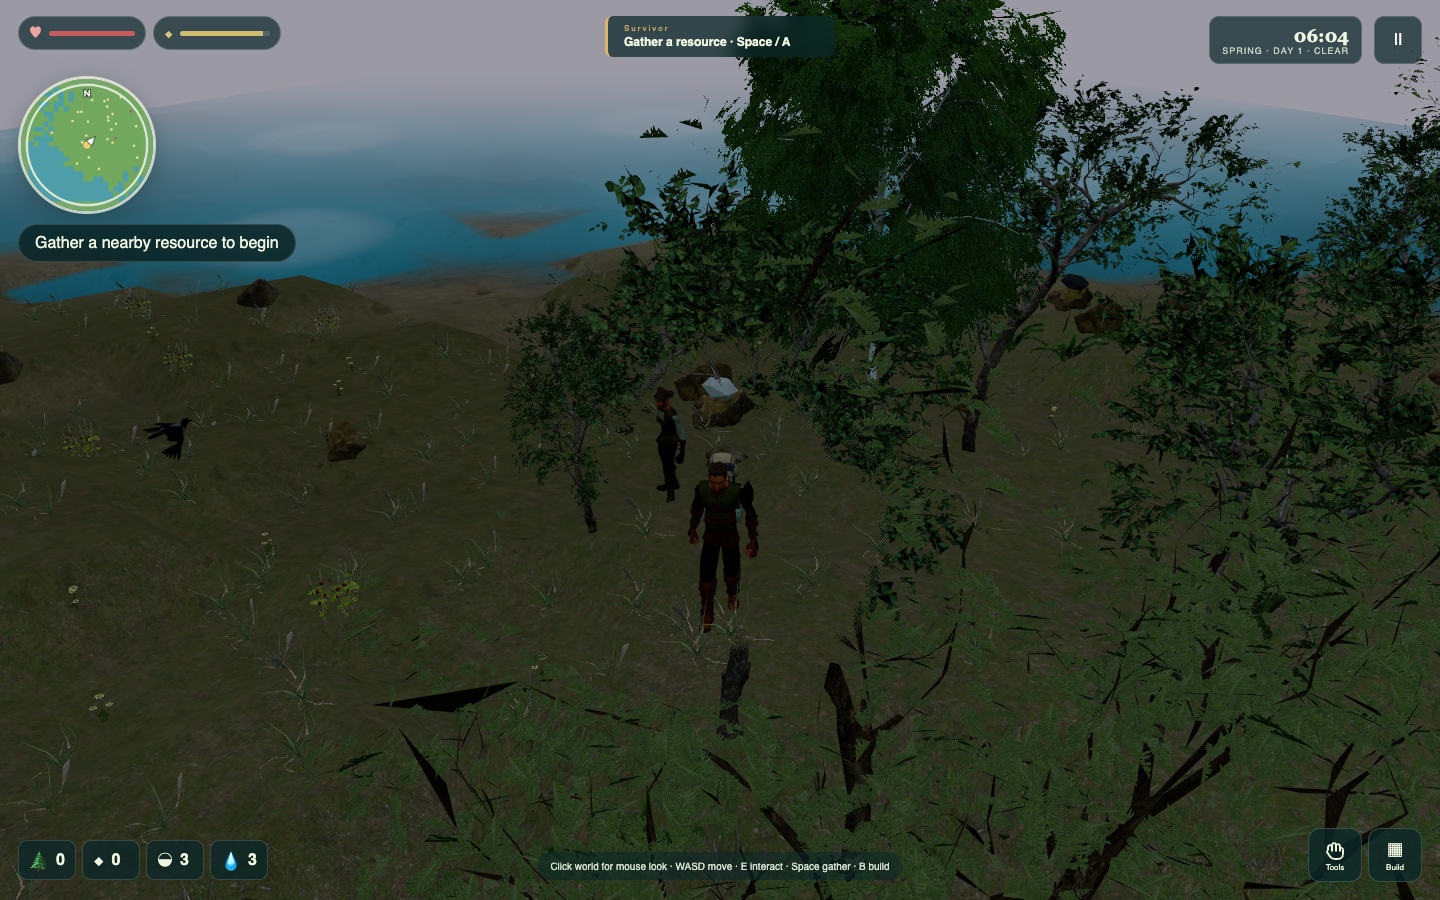 Survivor
Gather a resource · Space / A
06:04
SPRING · DAY 1 · CLEAR
N
Gather a nearby resource to begin
0
0
3
3
Click world for mouse look · WASD move · E interact · Space gather · B build
Tools
Build